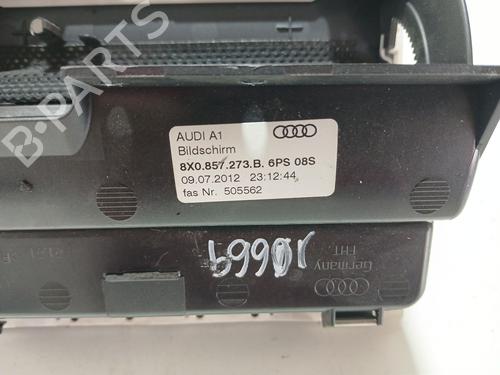 B-PARTS
AUDI A1
Bildschirm
8X0.857.273.B. 6PS 08S
09.07.2012 23:12:44
fas Nr. 505562
Germany